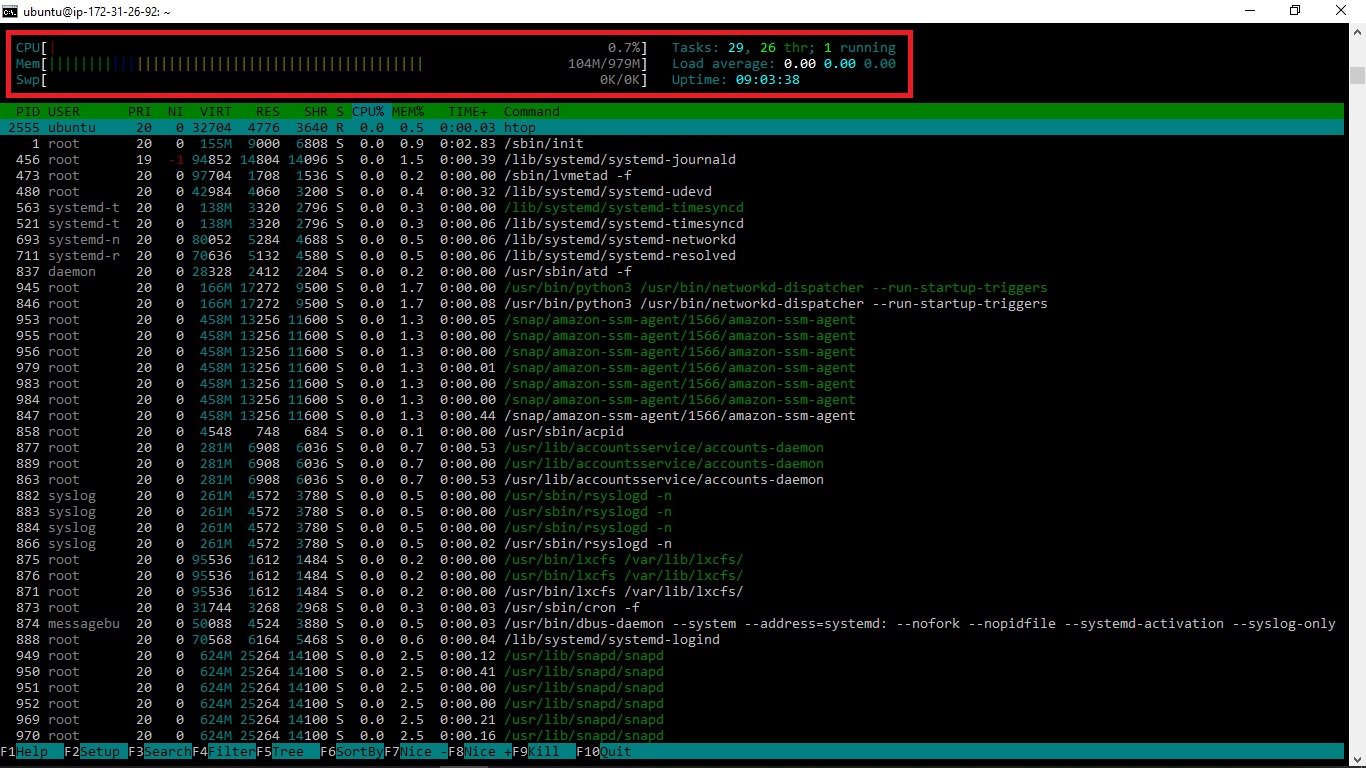 ubuntu@ip-172-31-26-92: ~
CPU[| 0.7%] Tasks: 29, 26 thr; 1 running
Mem[||||||||||||||||||||||||||||||||||||||||||||||| 104M/979M] Load average: 0.00 0.00 0.00
Swp[ 0K/0K] Uptime: 09:03:38
PID USER PRI NI VIRT RES SHR S CPU% MEM% TIME+ Command
2555 ubuntu 20 0 32704 4776 3640 R 0.0 0.5 0:00.03 htop
1 root 20 0 155M 9000 6808 S 0.0 0.9 0:02.83 /sbin/init
456 root 19 -1 94852 14804 14096 S 0.0 1.5 0:00.39 /lib/systemd/systemd-journald
473 root 20 0 97704 1708 1536 S 0.0 0.2 0:00.00 /sbin/lvmetad -f
480 root 20 0 42984 4060 3200 S 0.0 0.4 0:00.32 /lib/systemd/systemd-udevd
563 systemd-t 20 0 138M 3320 2796 S 0.0 0.3 0:00.00 /lib/systemd/systemd-timesyncd
521 systemd-t 20 0 138M 3320 2796 S 0.0 0.3 0:00.06 /lib/systemd/systemd-timesyncd
693 systemd-n 20 0 80052 5284 4688 S 0.0 0.5 0:00.06 /lib/systemd/systemd-networkd
711 systemd-r 20 0 70636 5132 4580 S 0.0 0.5 0:00.06 /lib/systemd/systemd-resolved
837 daemon 20 0 28328 2412 2204 S 0.0 0.2 0:00.00 /usr/sbin/atd -f
945 root 20 0 166M 17272 9500 S 0.0 1.7 0:00.00 /usr/bin/python3 /usr/bin/networkd-dispatcher --run-startup-triggers
846 root 20 0 166M 17272 9500 S 0.0 1.7 0:00.08 /usr/bin/python3 /usr/bin/networkd-dispatcher --run-startup-triggers
953 root 20 0 458M 13256 11600 S 0.0 1.3 0:00.05 /snap/amazon-ssm-agent/1566/amazon-ssm-agent
955 root 20 0 458M 13256 11600 S 0.0 1.3 0:00.00 /snap/amazon-ssm-agent/1566/amazon-ssm-agent
956 root 20 0 458M 13256 11600 S 0.0 1.3 0:00.00 /snap/amazon-ssm-agent/1566/amazon-ssm-agent
979 root 20 0 458M 13256 11600 S 0.0 1.3 0:00.01 /snap/amazon-ssm-agent/1566/amazon-ssm-agent
983 root 20 0 458M 13256 11600 S 0.0 1.3 0:00.00 /snap/amazon-ssm-agent/1566/amazon-ssm-agent
984 root 20 0 458M 13256 11600 S 0.0 1.3 0:00.00 /snap/amazon-ssm-agent/1566/amazon-ssm-agent
847 root 20 0 458M 13256 11600 S 0.0 1.3 0:00.44 /snap/amazon-ssm-agent/1566/amazon-ssm-agent
858 root 20 0 4548 748 684 S 0.0 0.1 0:00.00 /usr/sbin/acpid
877 root 20 0 281M 6908 6036 S 0.0 0.7 0:00.53 /usr/lib/accountsservice/accounts-daemon
889 root 20 0 281M 6908 6036 S 0.0 0.7 0:00.00 /usr/lib/accountsservice/accounts-daemon
863 root 20 0 281M 6908 6036 S 0.0 0.7 0:00.53 /usr/lib/accountsservice/accounts-daemon
882 syslog 20 0 261M 4572 3780 S 0.0 0.5 0:00.00 /usr/sbin/rsyslogd -n
883 syslog 20 0 261M 4572 3780 S 0.0 0.5 0:00.00 /usr/sbin/rsyslogd -n
884 syslog 20 0 261M 4572 3780 S 0.0 0.5 0:00.00 /usr/sbin/rsyslogd -n
866 syslog 20 0 261M 4572 3780 S 0.0 0.5 0:00.02 /usr/sbin/rsyslogd -n
875 root 20 0 95536 1612 1484 S 0.0 0.2 0:00.00 /usr/bin/lxcfs /var/lib/lxcfs/
876 root 20 0 95536 1612 1484 S 0.0 0.2 0:00.00 /usr/bin/lxcfs /var/lib/lxcfs/
871 root 20 0 95536 1612 1484 S 0.0 0.2 0:00.00 /usr/bin/lxcfs /var/lib/lxcfs/
873 root 20 0 31744 3268 2968 S 0.0 0.3 0:00.03 /usr/sbin/cron -f
874 messagebu 20 0 50088 4524 3880 S 0.0 0.5 0:00.03 /usr/bin/dbus-daemon --system --address=systemd: --nofork --nopidfile --systemd-activation --syslog-only
888 root 20 0 70568 6164 5468 S 0.0 0.6 0:00.04 /lib/systemd/systemd-logind
949 root 20 0 624M 25264 14100 S 0.0 2.5 0:00.12 /usr/lib/snapd/snapd
950 root 20 0 624M 25264 14100 S 0.0 2.5 0:00.41 /usr/lib/snapd/snapd
951 root 20 0 624M 25264 14100 S 0.0 2.5 0:00.00 /usr/lib/snapd/snapd
952 root 20 0 624M 25264 14100 S 0.0 2.5 0:00.00 /usr/lib/snapd/snapd
969 root 20 0 624M 25264 14100 S 0.0 2.5 0:00.21 /usr/lib/snapd/snapd
970 root 20 0 624M 25264 14100 S 0.0 2.5 0:00.16 /usr/lib/snapd/snapd
F1Help F2Setup F3SearchF4FilterF5Tree F6SortByF7Nice -F8Nice +F9Kill F10Quit